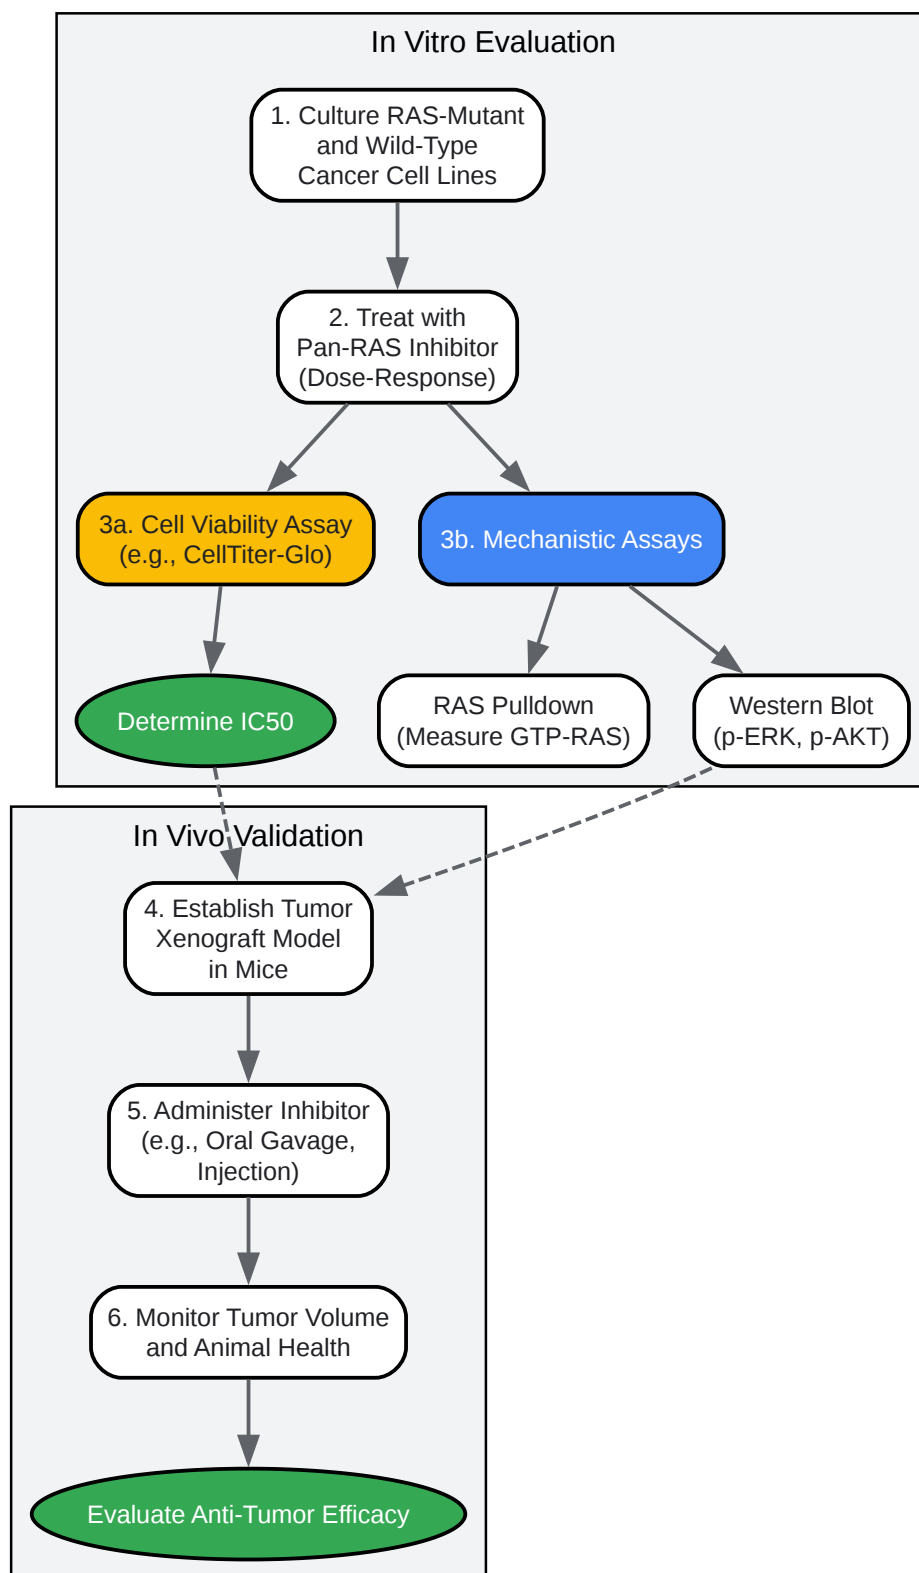 In Vitro Evaluation
1. Culture RAS-Mutant
and Wild-Type
Cancer Cell Lines
2. Treat with
Pan-RAS Inhibitor
(Dose-Response)
3a. Cell Viability Assay
(e.g., CellTiter-Glo)
3b. Mechanistic Assays
Determine IC50
RAS Pulldown
(Measure GTP-RAS)
Western Blot
(p-ERK, p-AKT)
In Vivo Validation
4. Establish Tumor
Xenograft Model
in Mice
5. Administer Inhibitor
(e.g., Oral Gavage,
Injection)
6. Monitor Tumor Volume
and Animal Health
Evaluate Anti-Tumor Efficacy